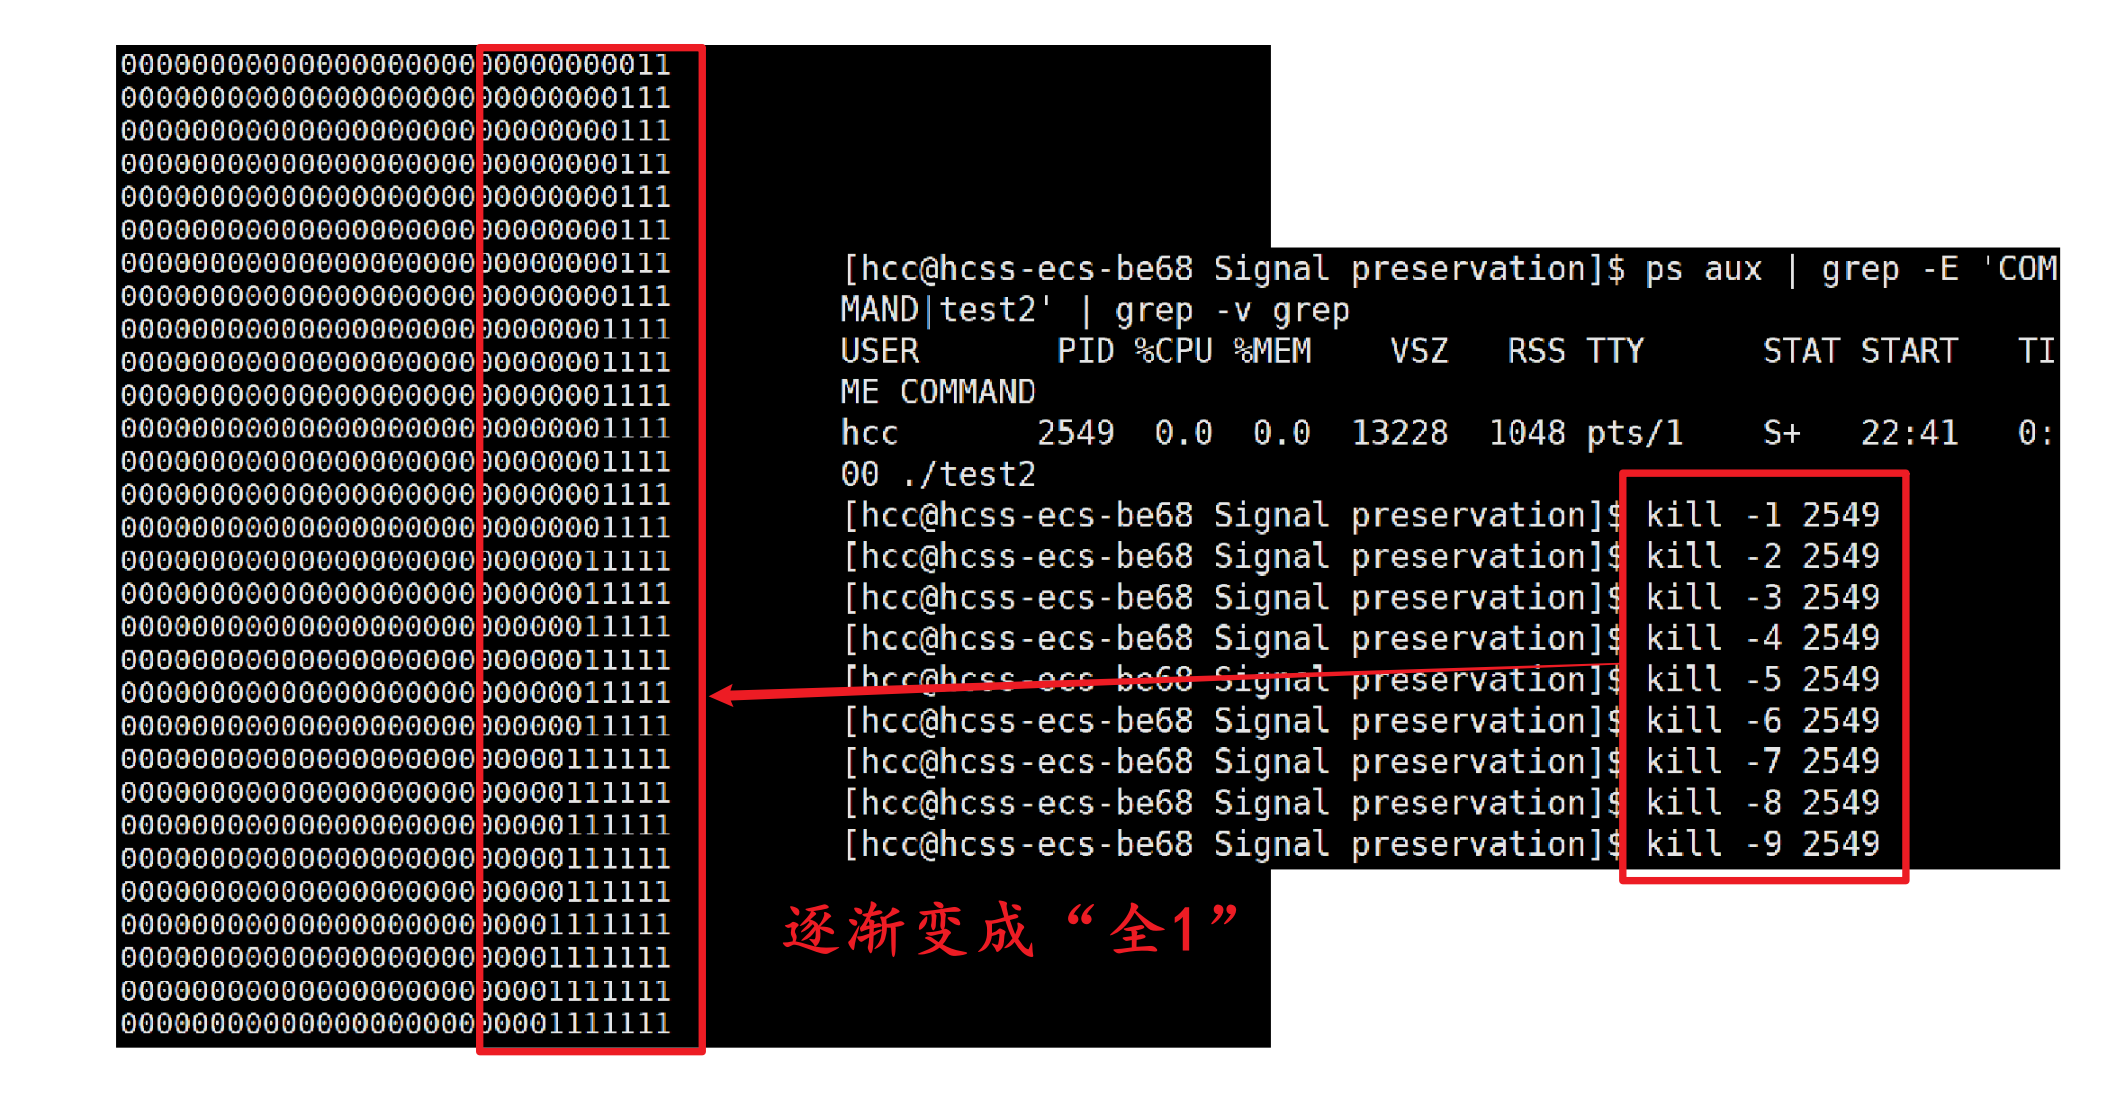 0000000000000000000000000000011
0000000000000000000000000000111
0000000000000000000000000000111
0000000000000000000000000000111
0000000000000000000000000000111
0000000000000000000000000000111
0000000000000000000000000000111
0000000000000000000000000000111
0000000000000000000000000001111
0000000000000000000000000001111
0000000000000000000000000001111
0000000000000000000000000001111
0000000000000000000000000001111
0000000000000000000000000001111
0000000000000000000000000001111
0000000000000000000000000011111
0000000000000000000000000011111
0000000000000000000000000011111
0000000000000000000000000011111
0000000000000000000000000011111
0000000000000000000000000011111
0000000000000000000000000111111
0000000000000000000000000111111
0000000000000000000000000111111
0000000000000000000000000111111
0000000000000000000000000111111
0000000000000000000000001111111
0000000000000000000000001111111
0000000000000000000000001111111
0000000000000000000000001111111
[hcc@hcss-ecs-be68 Signal preservation]$ ps aux | grep -E 'COM
MAND|test2' | grep -v grep
USER       PID %CPU %MEM    VSZ   RSS TTY      STAT START   TI
ME COMMAND
hcc       2549  0.0  0.0  13228  1048 pts/1    S+   22:41   0:
00 ./test2
[hcc@hcss-ecs-be68 Signal preservation]$ kill -1 2549
[hcc@hcss-ecs-be68 Signal preservation]$ kill -2 2549
[hcc@hcss-ecs-be68 Signal preservation]$ kill -3 2549
[hcc@hcss-ecs-be68 Signal preservation]$ kill -4 2549
[hcc@hcss-ecs-be68 Signal preservation]$ kill -5 2549
[hcc@hcss-ecs-be68 Signal preservation]$ kill -6 2549
[hcc@hcss-ecs-be68 Signal preservation]$ kill -7 2549
[hcc@hcss-ecs-be68 Signal preservation]$ kill -8 2549
[hcc@hcss-ecs-be68 Signal preservation]$ kill -9 2549
逐渐变成“全1”